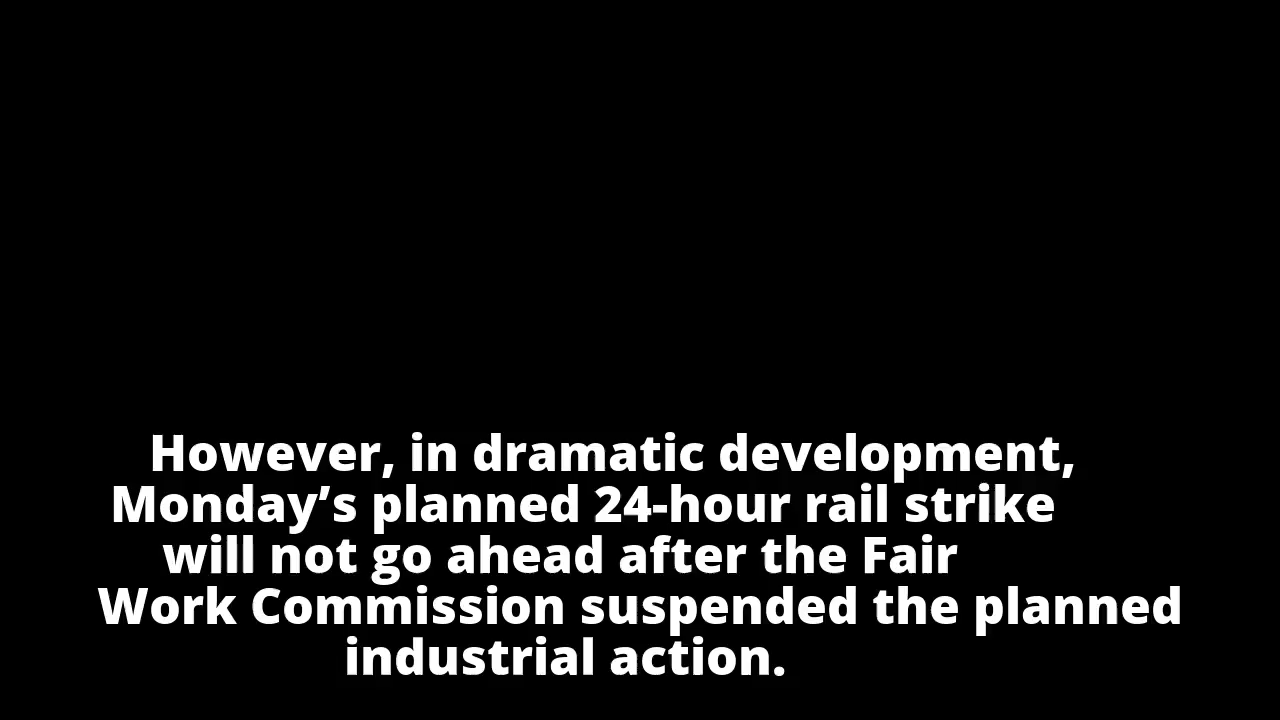 However, in dramatic development,
Monday’s planned 24-hour rail strike
will not go ahead after the Fair
Work Commission suspended the planned
industrial action.